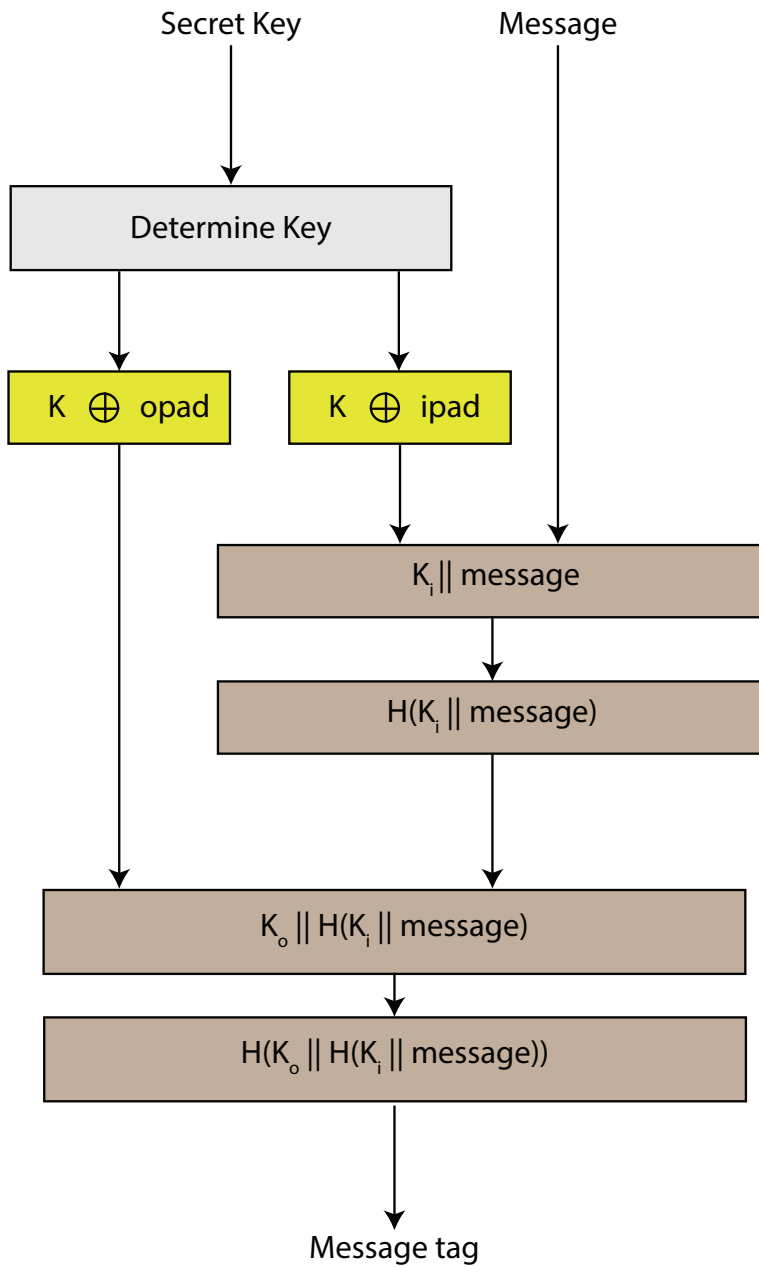 Secret Key
Message
Determine Key
K ⊕ opad
K ⊕ ipad
Kᵢ || message
H(Kᵢ || message)
Kₒ || H(Kᵢ || message)
H(Kₒ || H(Kᵢ || message))
Message tag